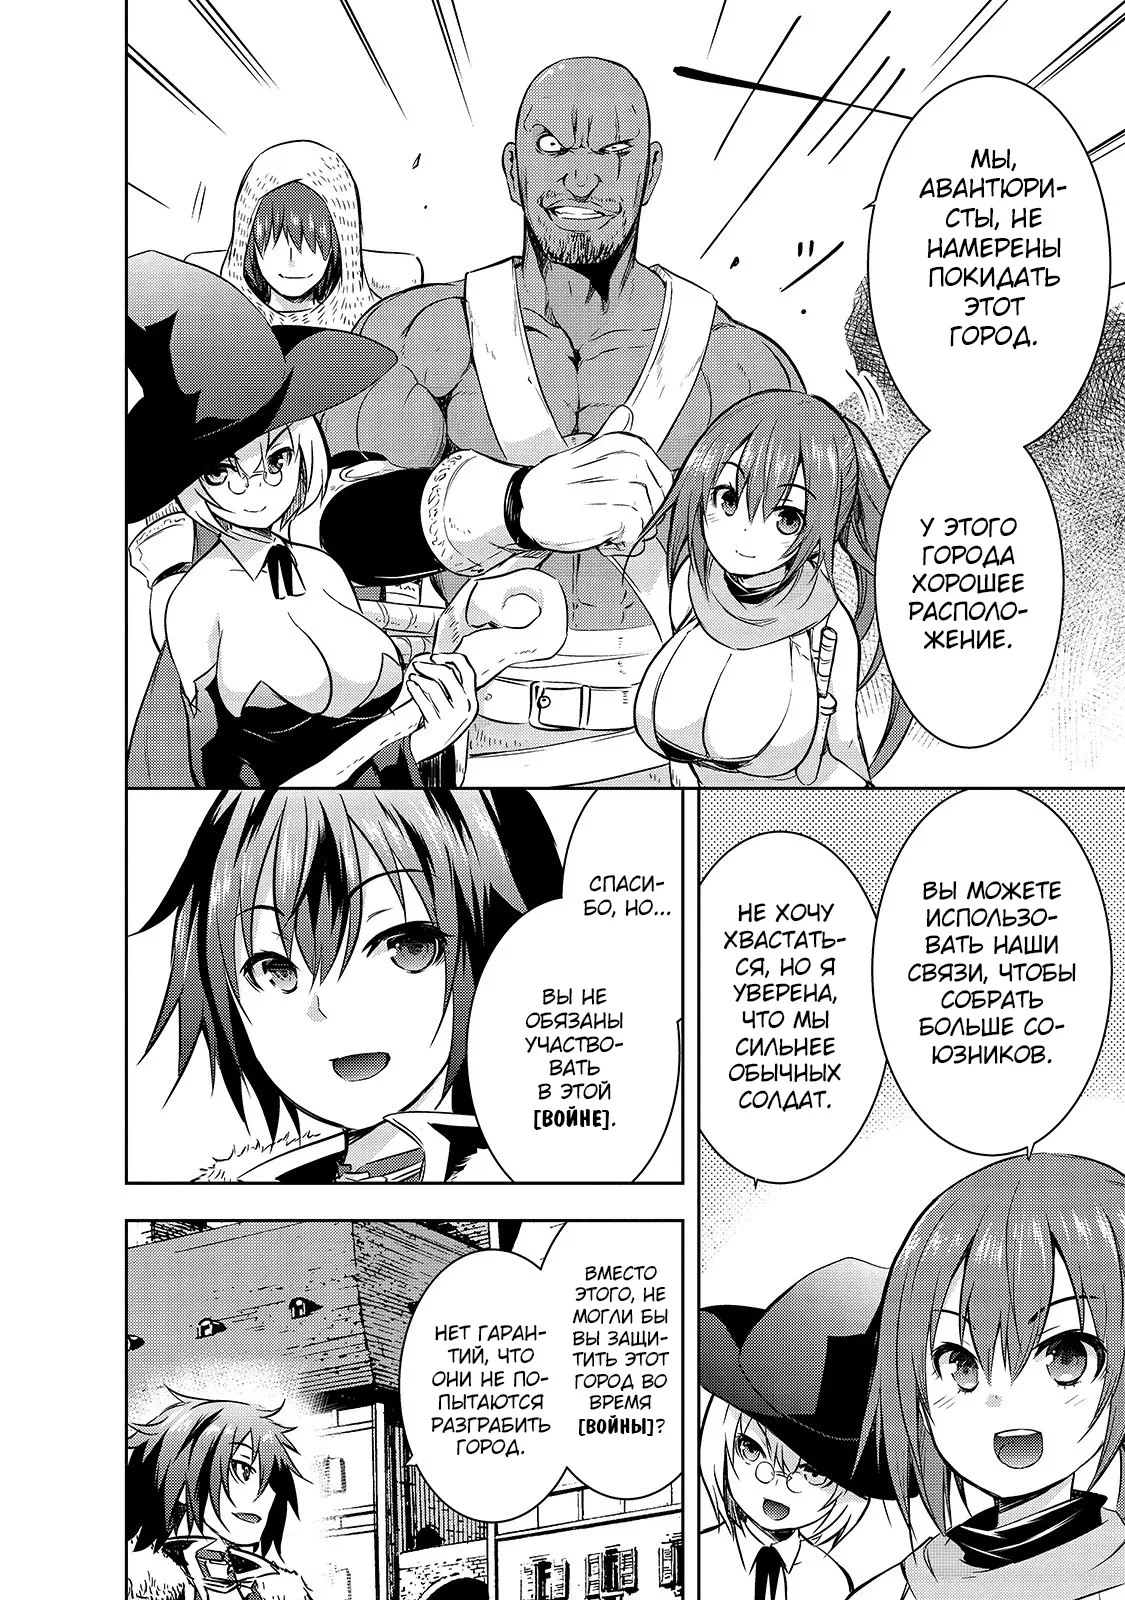 МЫ,
АВАНТЮРИ-
СТЫ, НЕ
НАМЕРЕНЫ
ПОКИДАТЬ
ЭТОТ
ГОРОД.
У ЭТОГО
ГОРОДА
ХОРОШЕЕ
РАСПОЛО-
ЖЕНИЕ.
ВЫ МОЖЕТЕ
ИСПОЛЬЗО-
ВАТЬ НАШИ
СВЯЗИ, ЧТОБЫ
СОБРАТЬ
БОЛЬШЕ СО-
ЮЗНИКОВ.
НЕ ХОЧУ
ХВАСТАТЬ-
СЯ, НО Я
УВЕРЕНА,
ЧТО МЫ
СИЛЬНЕЕ
ОБЫЧНЫХ
СОЛДАТ.
СПАСИ-
БО, НО...
ВЫ НЕ
ОБЯЗАНЫ
УЧАСТВО-
ВАТЬ
В ЭТОЙ
[ВОЙНЕ].
ВМЕСТО
ЭТОГО, НЕ
МОГЛИ БЫ
ВЫ ЗАЩИ-
ТИТЬ ЭТОТ
ГОРОД ВО
ВРЕМЯ
[ВОЙНЫ]?
НЕТ ГАРАН-
ТИЙ, ЧТО
ОНИ НЕ ПО-
ПЫТАЮТСЯ
РАЗГРАБИТЬ
ГОРОД.